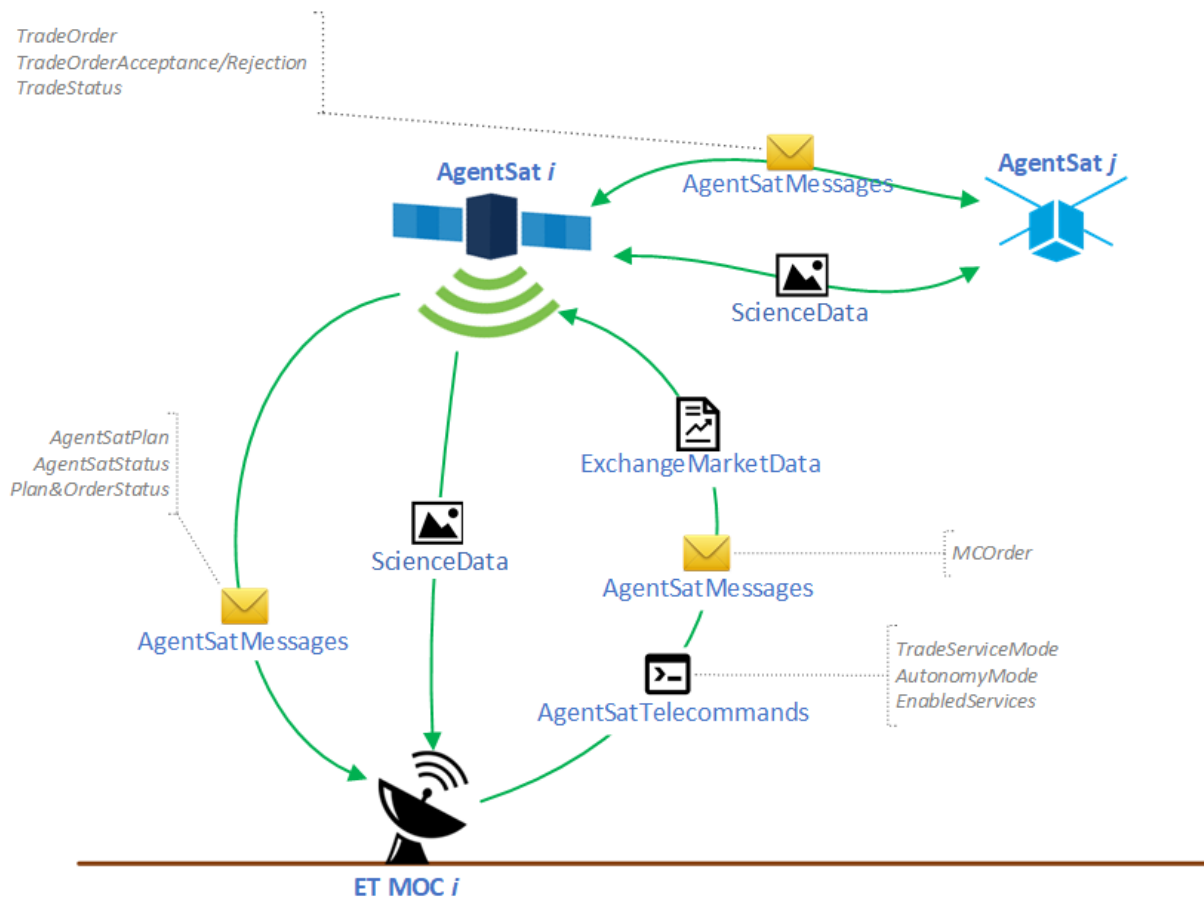 TradeOrder
TradeOrderAcceptance/Rejection
TradeStatus
AgentSat i
AgentSatMessages
AgentSat j
ScienceData
AgentSatPlan
AgentSatStatus
Plan&OrderStatus
AgentSatMessages
ScienceData
ExchangeMarketData
AgentSatMessages
MCOrder
AgentSatTelecommands
TradeServiceMode
AutonomyMode
EnabledServices
ET MOC i